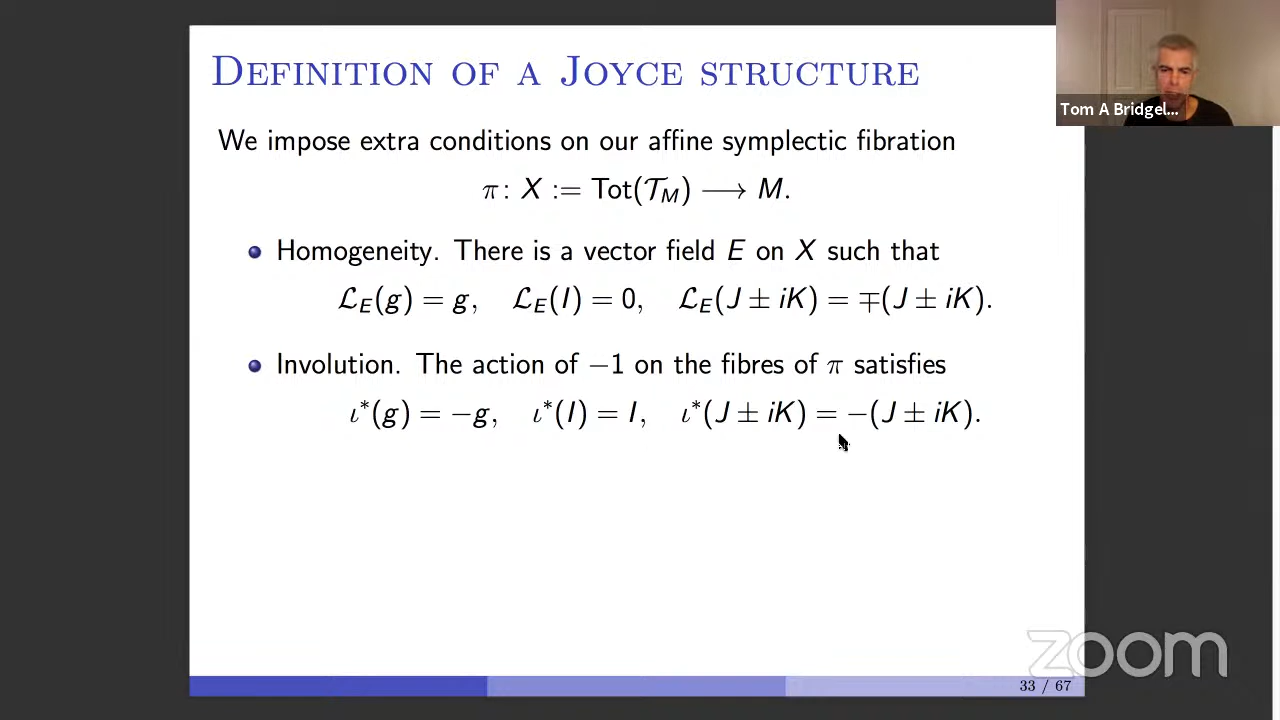 DEFINITION OF A JOYCE STRUCTURE
Tom A Bridgel...
We impose extra conditions on our affine symplectic fibration
π: X := Tot(𝒯_M) ⟶ M.
• Homogeneity. There is a vector field E on X such that
ℒ_E(g) = g, ℒ_E(I) = 0, ℒ_E(J ± iK) = ∓(J ± iK).
• Involution. The action of −1 on the fibres of π satisfies
ι*(g) = −g, ι*(I) = I, ι*(J ± iK) = −(J ± iK).
zoom
33 / 67